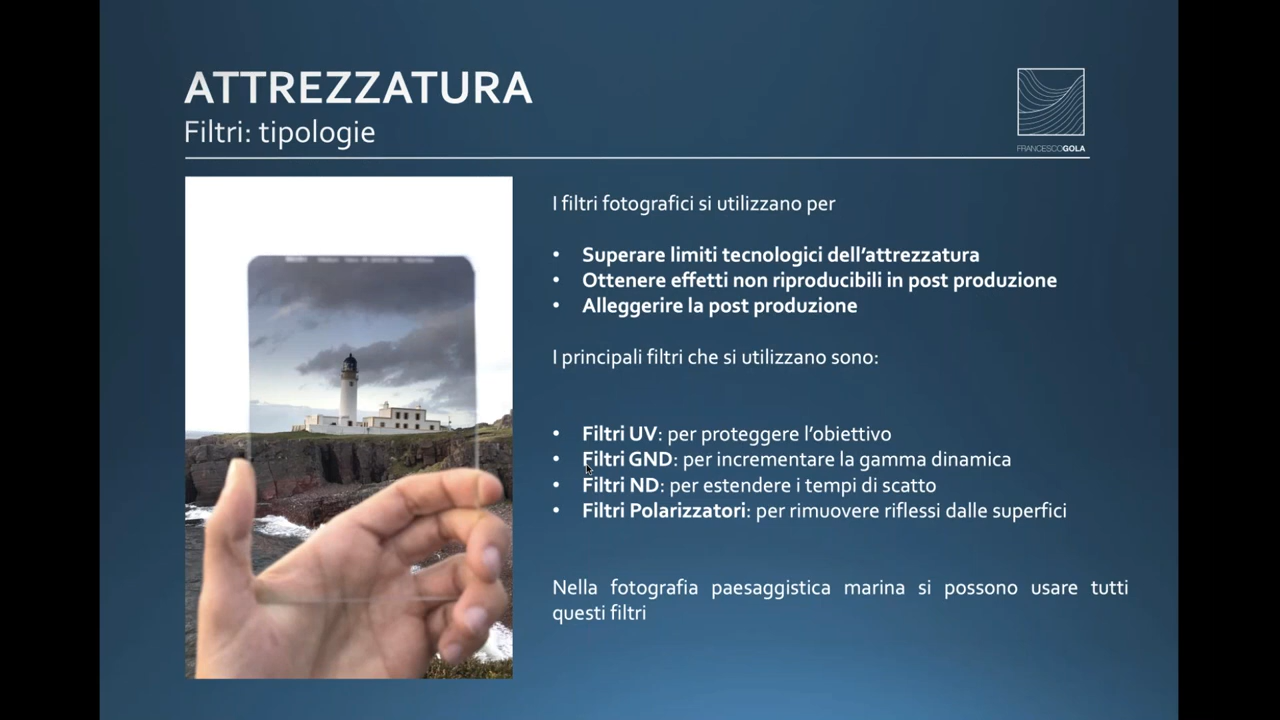 ATTREZZATURA
Filtri: tipologie
FRANCESCOGOLA
I filtri fotografici si utilizzano per
• Superare limiti tecnologici dell'attrezzatura
• Ottenere effetti non riproducibili in post produzione
• Alleggerire la post produzione
I principali filtri che si utilizzano sono:
• Filtri UV: per proteggere l'obiettivo
• Filtri GND: per incrementare la gamma dinamica
• Filtri ND: per estendere i tempi di scatto
• Filtri Polarizzatori: per rimuovere riflessi dalle superfici
Nella fotografia paesaggistica marina si possono usare tutti
questi filtri